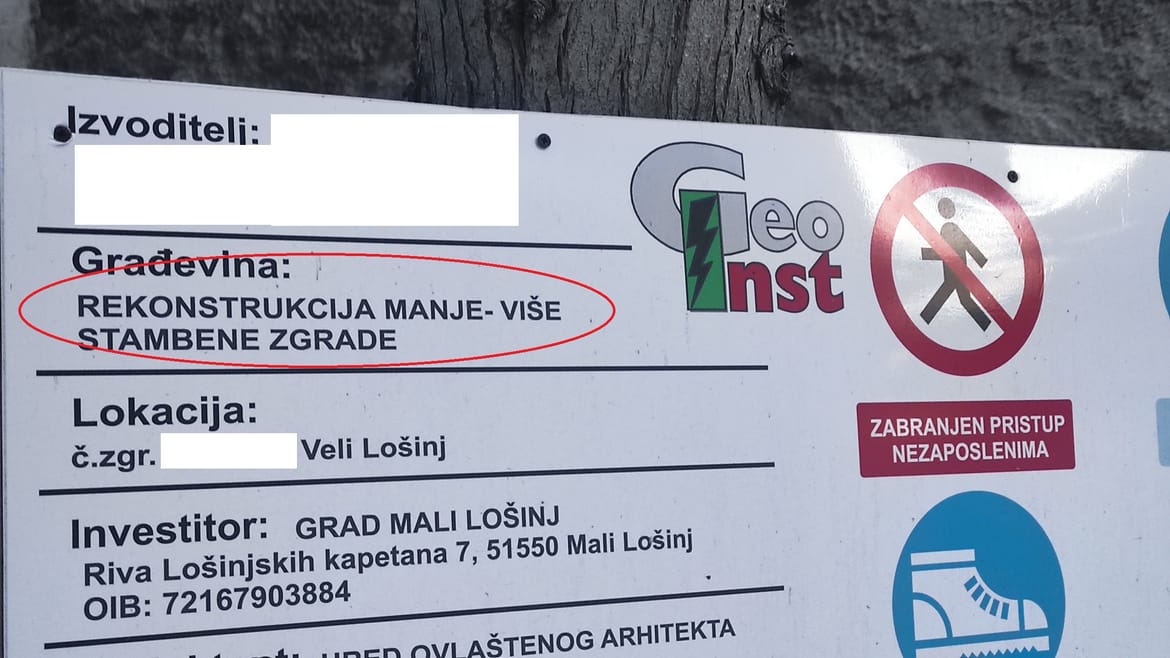 Izvoditelj:
Građevina:
REKONSTRUKCIJA MANJE- VIŠE
STAMBENE ZGRADE
Lokacija:
č.zgr. Veli Lošinj
Investitor: GRAD MALI LOŠINJ
Riva Lošinjskih kapetana 7, 51550 Mali Lošinj
OIB: 72167903884
URED OVLAŠTENOG ARHITEKTA
Geo
Inst
ZABRANJEN PRISTUP
NEZAPOSLENIMA